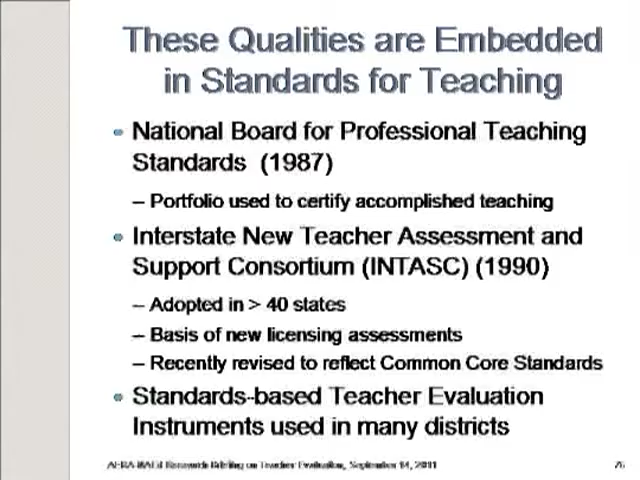 These Qualities are Embedded
in Standards for Teaching
• National Board for Professional Teaching
Standards (1987)
– Portfolio used to certify accomplished teaching
• Interstate New Teacher Assessment and
Support Consortium (INTASC) (1990)
– Adopted in > 40 states
– Basis of new licensing assessments
– Recently revised to reflect Common Core Standards
• Standards-based Teacher Evaluation
Instruments used in many districts
Research Briefing on Teacher Evaluation, September 14, 2011